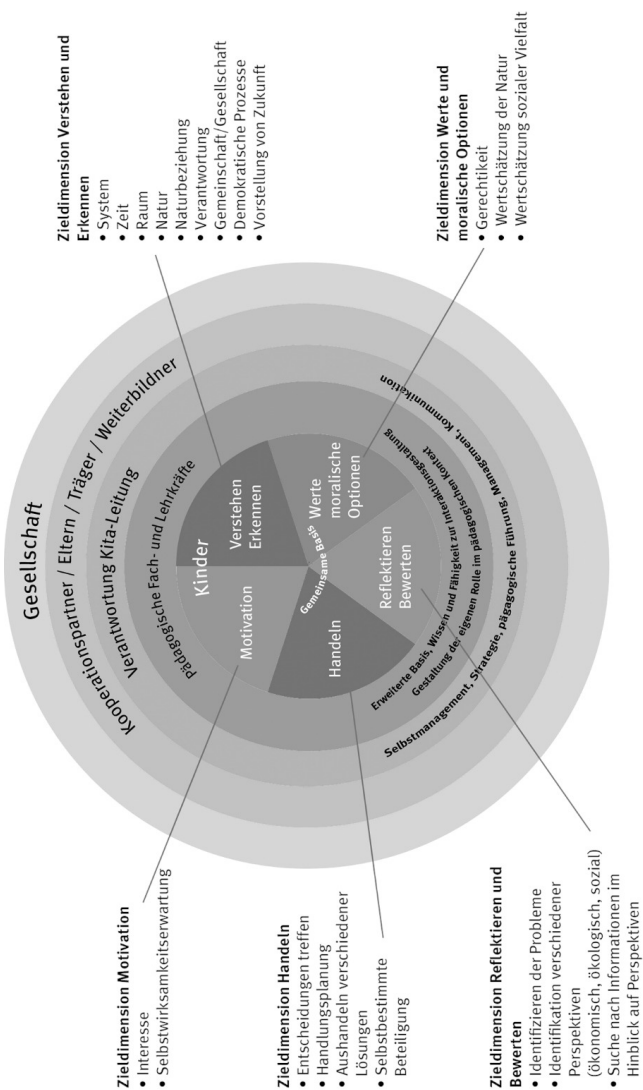 Zieldimension Motivation
• Interesse
• Selbstwirksamkeitserwartung
Zieldimension Handeln
• Entscheidungen treffen
• Handlungsplanung
• Aushandeln verschiedener
Lösungen
• Selbstbestimmte
Beteiligung
Zieldimension Reflektieren und
Bewerten
Identifizieren der Probleme
Identifikation verschiedener
Perspektiven
(ökonomisch, ökologisch, sozial)
• Suche nach Informationen im
Hinblick auf Perspektiven
Gesellschaft
Kooperationspartner / Eltern / Träger / Weiterbildner
Verantwortung Kita-Leitung
Pädagogische Fach- und Lehrkräfte
Kinder
Motivation
Verstehen
Erkennen
Gemeinsame Basis
Handeln
Werte
moralische
Optionen
Reflektieren
Bewerten
Erweiterte Basis, Wissen und Fähigkeit zur Interaktionsgestaltung
Gestaltung der eigenen Rolle im pädagogischen Kontext
Selbstmanagement, Strategie, pädagogische Führung, Management, Kommunikation
Zieldimension Verstehen und
Erkennen
• System
• Zeit
• Raum
• Natur
• Naturbeziehung
• Verantwortung
• Gemeinschaft/Gesellschaft
• Demokratische Prozesse
• Vorstellung von Zukunft
Zieldimension Werte und
moralische Optionen
• Gerechtikeit
• Wertschätzung der Natur
• Wertschätzung sozialer Vielfalt